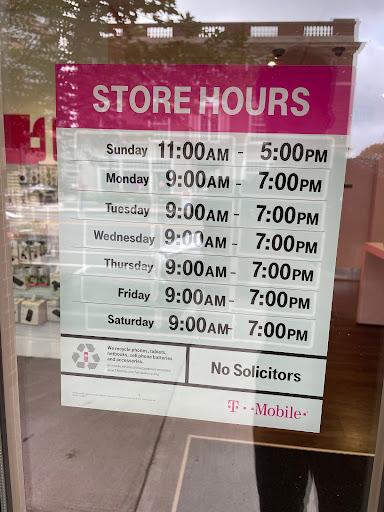 STORE HOURS
Sunday 11:00AM - 5:00PM
Monday 9:00AM - 7:00PM
Tuesday 9:00AM - 7:00PM
Wednesday 9:00AM - 7:00PM
Thursday 9:00AM - 7:00PM
Friday 9:00AM - 7:00PM
Saturday 9:00AM - 7:00PM
We recycle phones, tablets,
netbooks, cell phone batteries
and accessories.
No Solicitors
T-Mobile